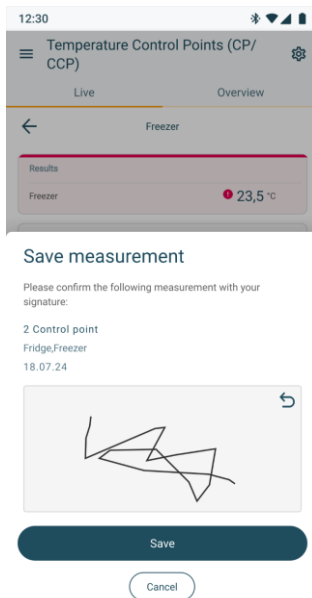 12:30
Temperature Control Points (CP/
CCP)
Live Overview
Freezer
Results
Freezer 23,5 °C
Save measurement
Please confirm the following measurement with your
signature:
2 Control point
Fridge,Freezer
18.07.24
Save
Cancel